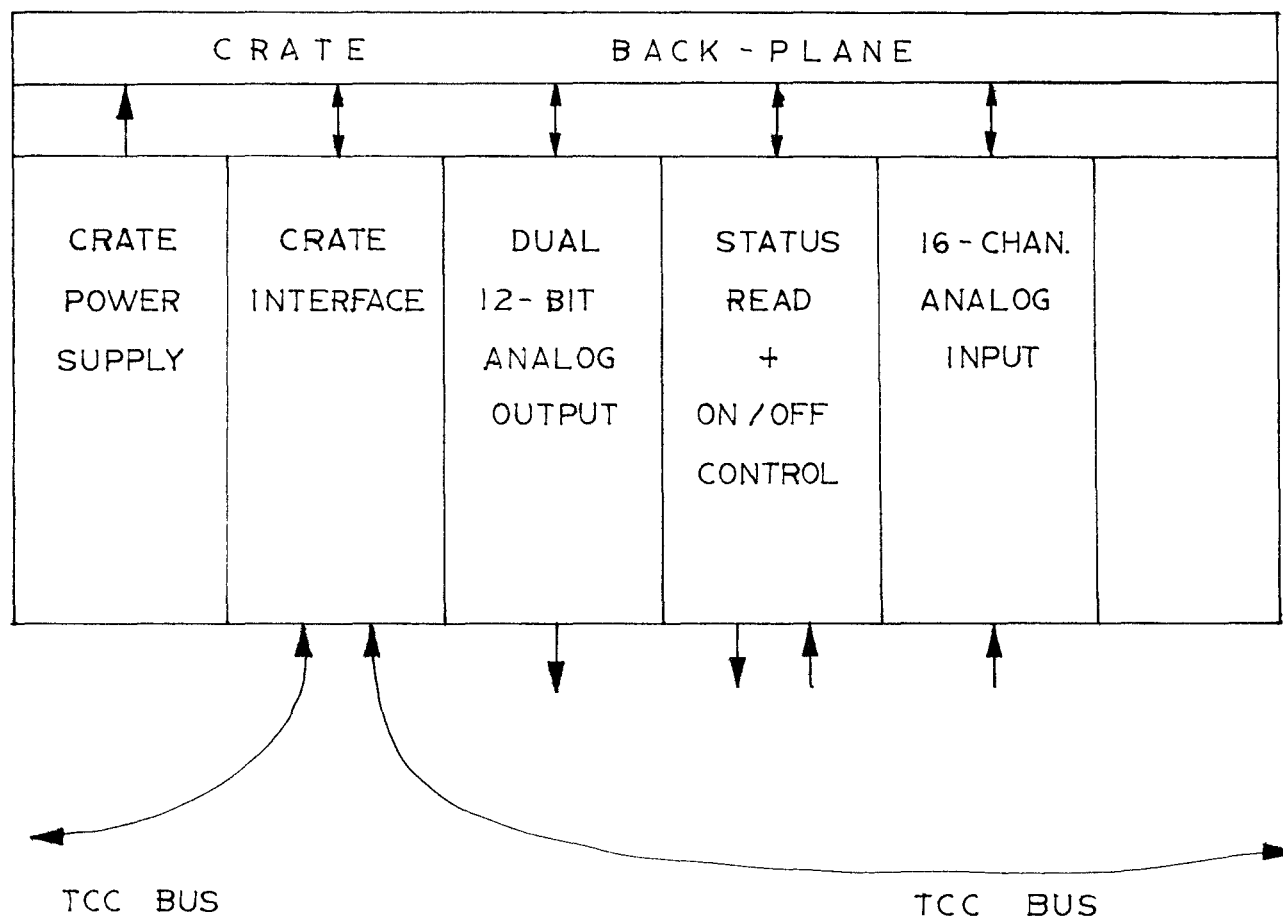 CRATE BACK-PLANE
CRATE
POWER
SUPPLY
CRATE
INTERFACE
DUAL
12-BIT
ANALOG
OUTPUT
STATUS
READ
+
ON/OFF
CONTROL
16-CHAN.
ANALOG
INPUT
TCC BUS
TCC BUS